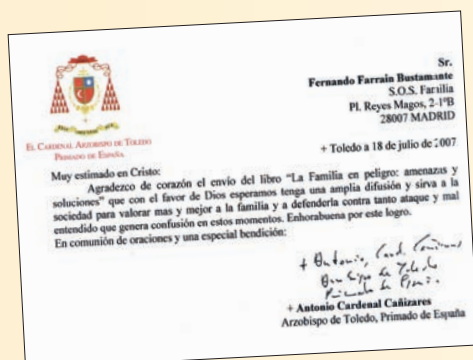 Sr.
Fernando Farrain Bustamante
S.O.S. Familia
Pl. Reyes Magos, 2-1ºB
28007 MADRID
EL CARDENAL ARZOBISPO DE TOLEDO
PRIMADO DE ESPAÑA
+ Toledo a 18 de julio de 2007
Muy estimado en Cristo:
Agradezco de corazón el envío del libro “La Familia en peligro: amenazas y
soluciones” que con el favor de Dios esperamos tenga una amplia difusión y sirva a la
sociedad para valorar mas y mejor a la familia y a defenderla contra tanto ataque y mal
entendido que genera confusión en estos momentos. Enhorabuena por este logro.
En comunión de oraciones y una especial bendición:
+ Antonio, Card. Cañizares
de Toledo
+ Antonio Cardenal Cañizares
Arzobispo de Toledo, Primado de España